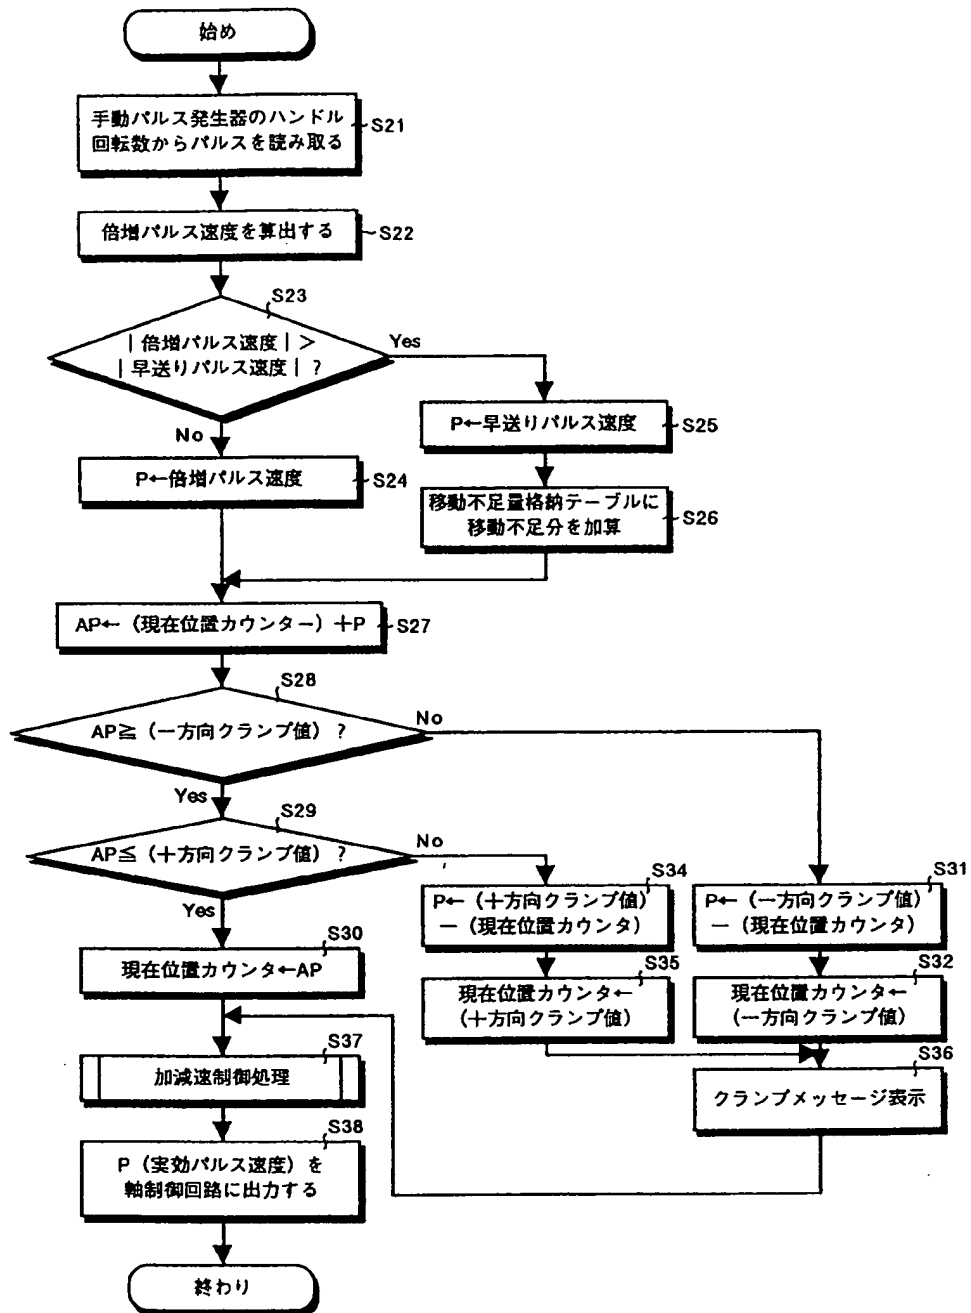 始め
手動パルス発生器のハンドル
回転数からパルスを読み取る
S21
倍増パルス速度を算出する
S22
S23
|倍増パルス速度|>
|早送りパルス速度|?
Yes
No
P←早送りパルス速度
S25
P←倍増パルス速度
S24
移動不足量格納テーブルに
移動不足分を加算
S26
AP←(現在位置カウンター)+P
S27
S28
AP≧(一方向クランプ値)?
No
Yes
S29
AP≦(十方向クランプ値)?
No
Yes
S34
P←(十方向クランプ値)
ー(現在位置カウンタ)
S31
P←(一方向クランプ値)
ー(現在位置カウンタ)
S30
現在位置カウンタ←AP
S35
現在位置カウンタ←
(十方向クランプ値)
S32
現在位置カウンタ←
(一方向クランプ値)
S36
クランプメッセージ表示
S37
加減速制御処理
S38
P(実効パルス速度)を
軸制御回路に出力する
終わり